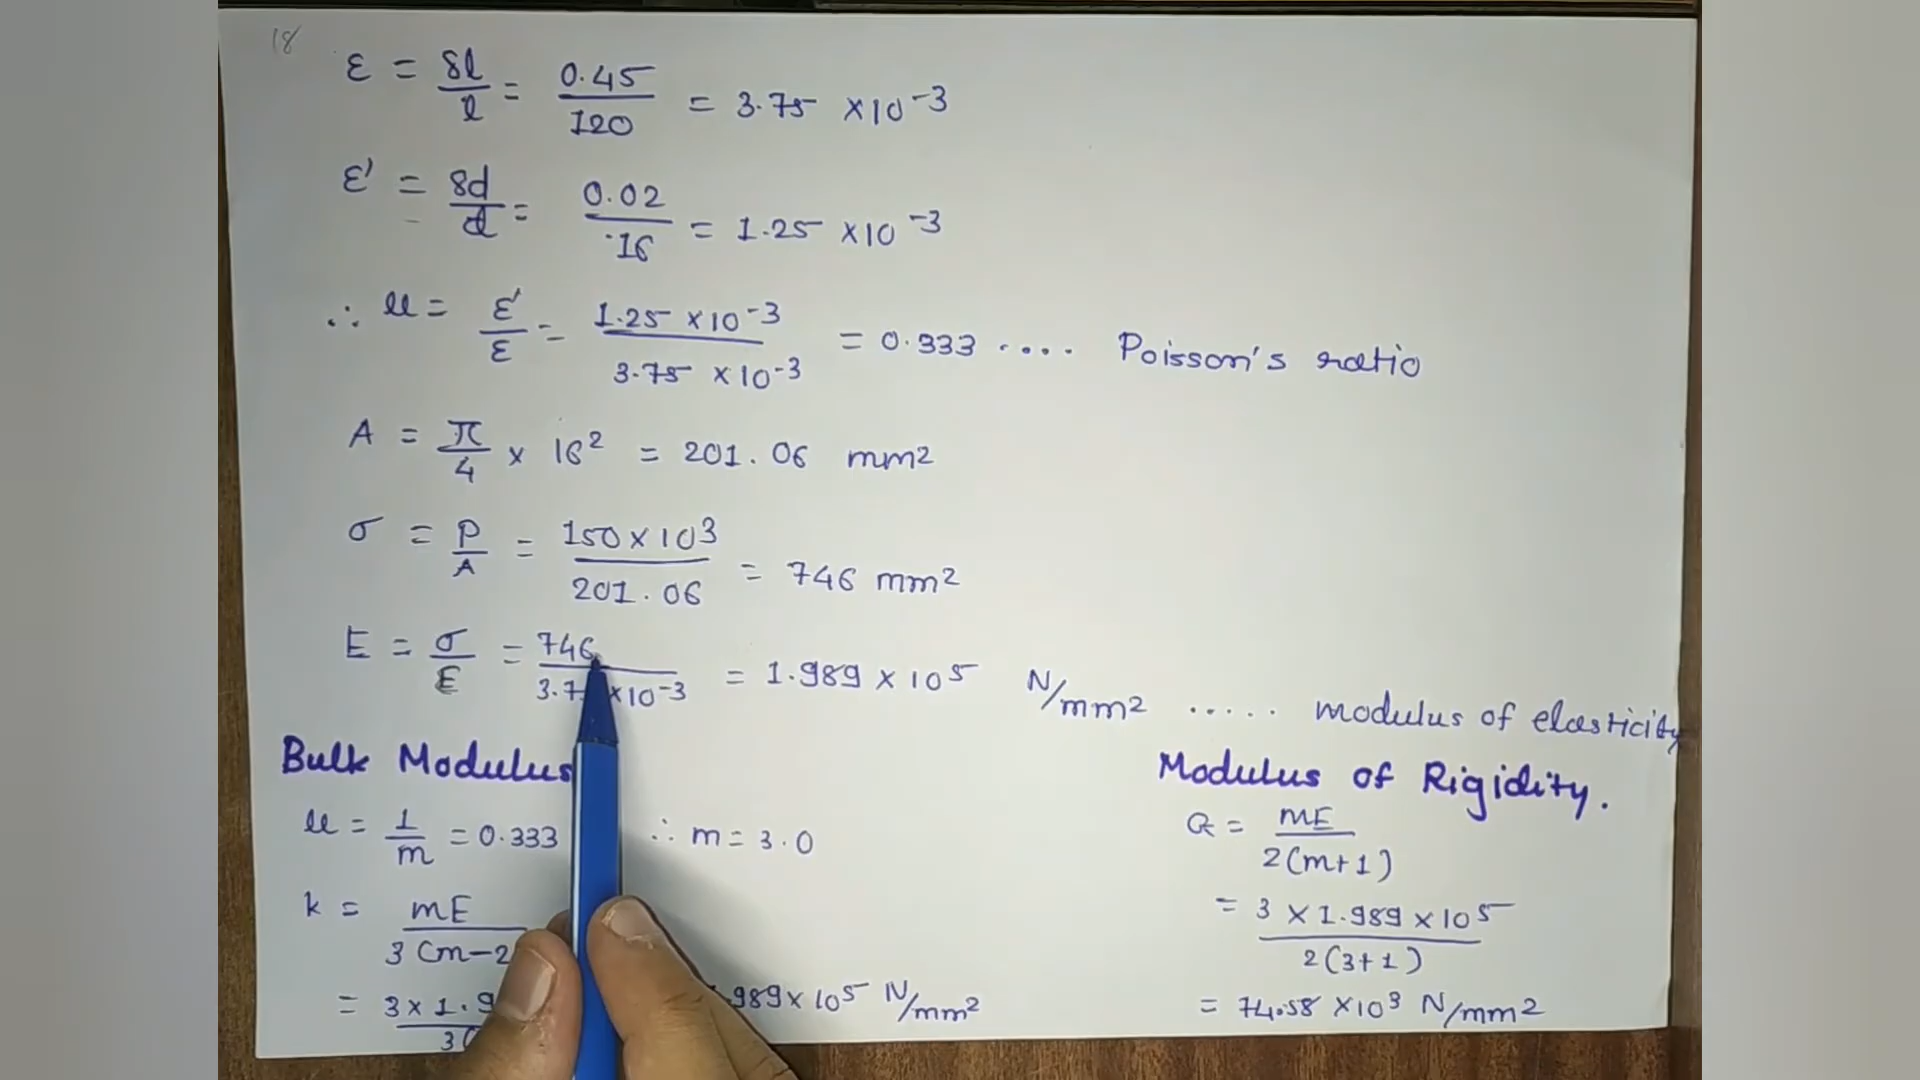 18
ε = δl/l = 0.45/120 = 3.75 ×10⁻³
ε' = δd/d = 0.02/16 = 1.25 ×10⁻³
∴ μ = ε'/ε = 1.25 ×10⁻³/3.75 ×10⁻³ = 0.333 .... Poisson's ratio
A = π/4 × 16² = 201.06 mm²
σ = P/A = 150×10³/201.06 = 746 mm²
E = σ/ε = 746/3.7 ×10⁻³ = 1.989 × 10⁵ N/mm² ..... modulus of elasticity
Bulk Modulus
μ = 1/m = 0.333 ∴ m = 3.0
k = mE/3(m-2
= 3 × 1.9 /3( 989×10⁵ N/mm²
Modulus of Rigidity.
G = mE/2(m+1)
= 3 × 1.989 × 10⁵/2(3+1)
= 74.58 ×10³ N/mm²